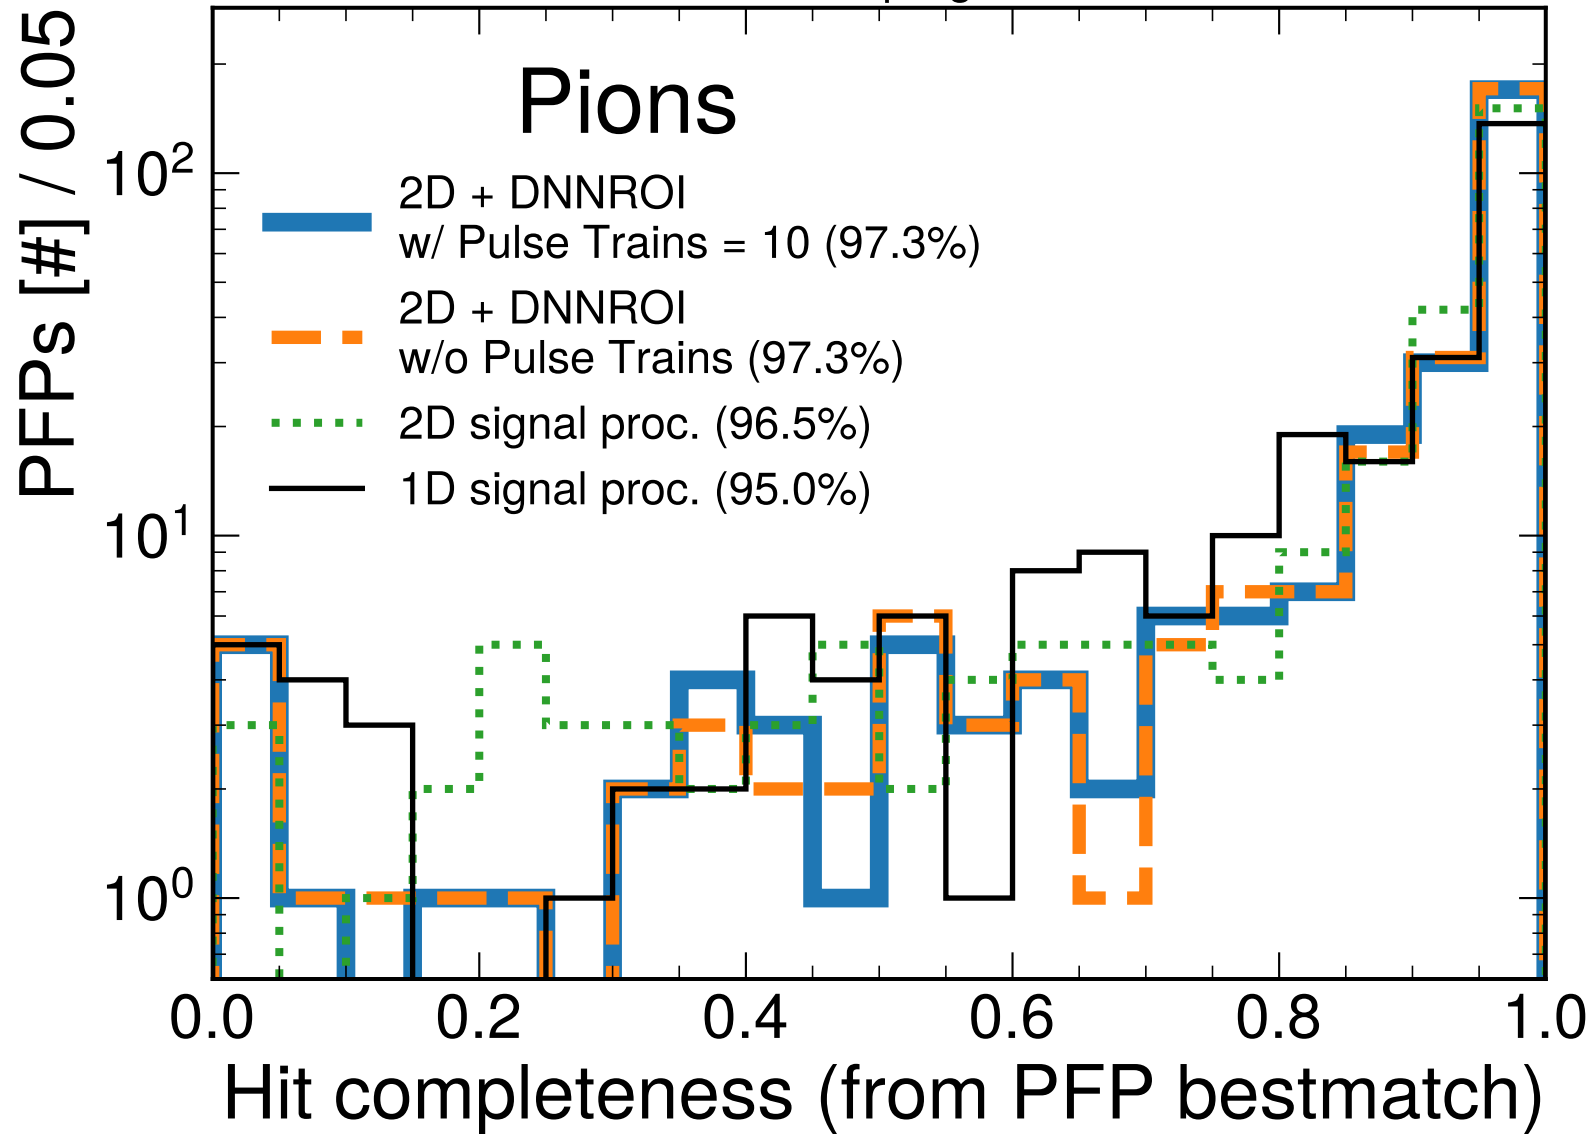 PFPs [#] / 0.05
Pions
2D + DNNROI
w/ Pulse Trains = 10 (97.3%)
2D + DNNROI
w/o Pulse Trains (97.3%)
2D signal proc. (96.5%)
1D signal proc. (95.0%)
10²
10¹
10⁰
0.0 0.2 0.4 0.6 0.8 1.0
Hit completeness (from PFP bestmatch)